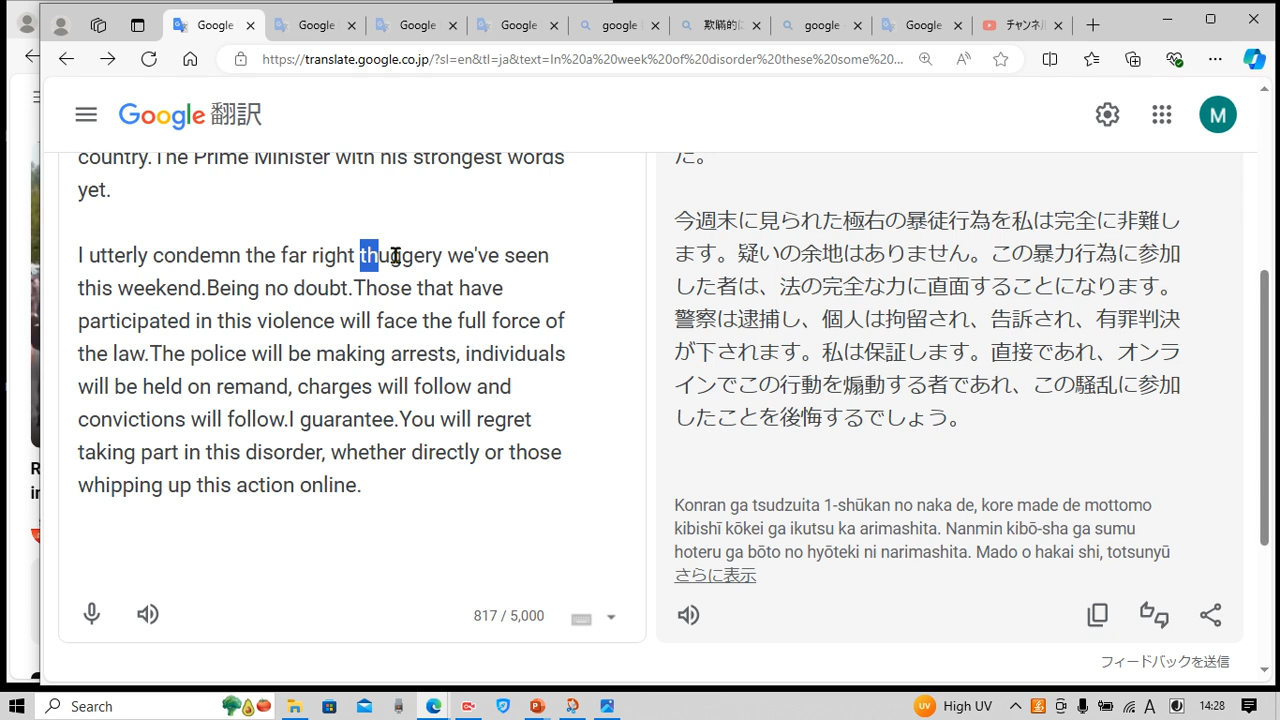 Google
Google
Google
Google
google
欺瞞的に
google
Google
チャンネル
https://translate.google.co.jp/?sl=en&tl=ja&text=In%20a%20week%20of%20disorder%20these%20some%20...
Google 翻訳
M
country.The Prime Minister with his strongest words
yet.
I utterly condemn the far right thuggery we've seen
this weekend.Being no doubt.Those that have
participated in this violence will face the full force of
the law.The police will be making arrests, individuals
will be held on remand, charges will follow and
convictions will follow.I guarantee.You will regret
taking part in this disorder, whether directly or those
whipping up this action online.
817 / 5,000
た。
今週末に見られた極右の暴徒行為を私は完全に非難し
ます。疑いの余地はありません。この暴力行為に参加
した者は、法の完全な力に直面することになります。
警察は逮捕し、個人は拘留され、告訴され、有罪判決
が下されます。私は保証します。直接であれ、オンラ
インでこの行動を煽動する者であれ、この騒乱に参加
したことを後悔するでしょう。
Konran ga tsudzuita 1-shūkan no naka de, kore made de mottomo
kibishī kōkei ga ikutsu ka arimashita. Nanmin kibō-sha ga sumu
hoteru ga bōto no hyōteki ni narimashita. Mado o hakai shi, totsunyū
さらに表示
フィードバックを送信
Search
UV
High UV
A
14:28